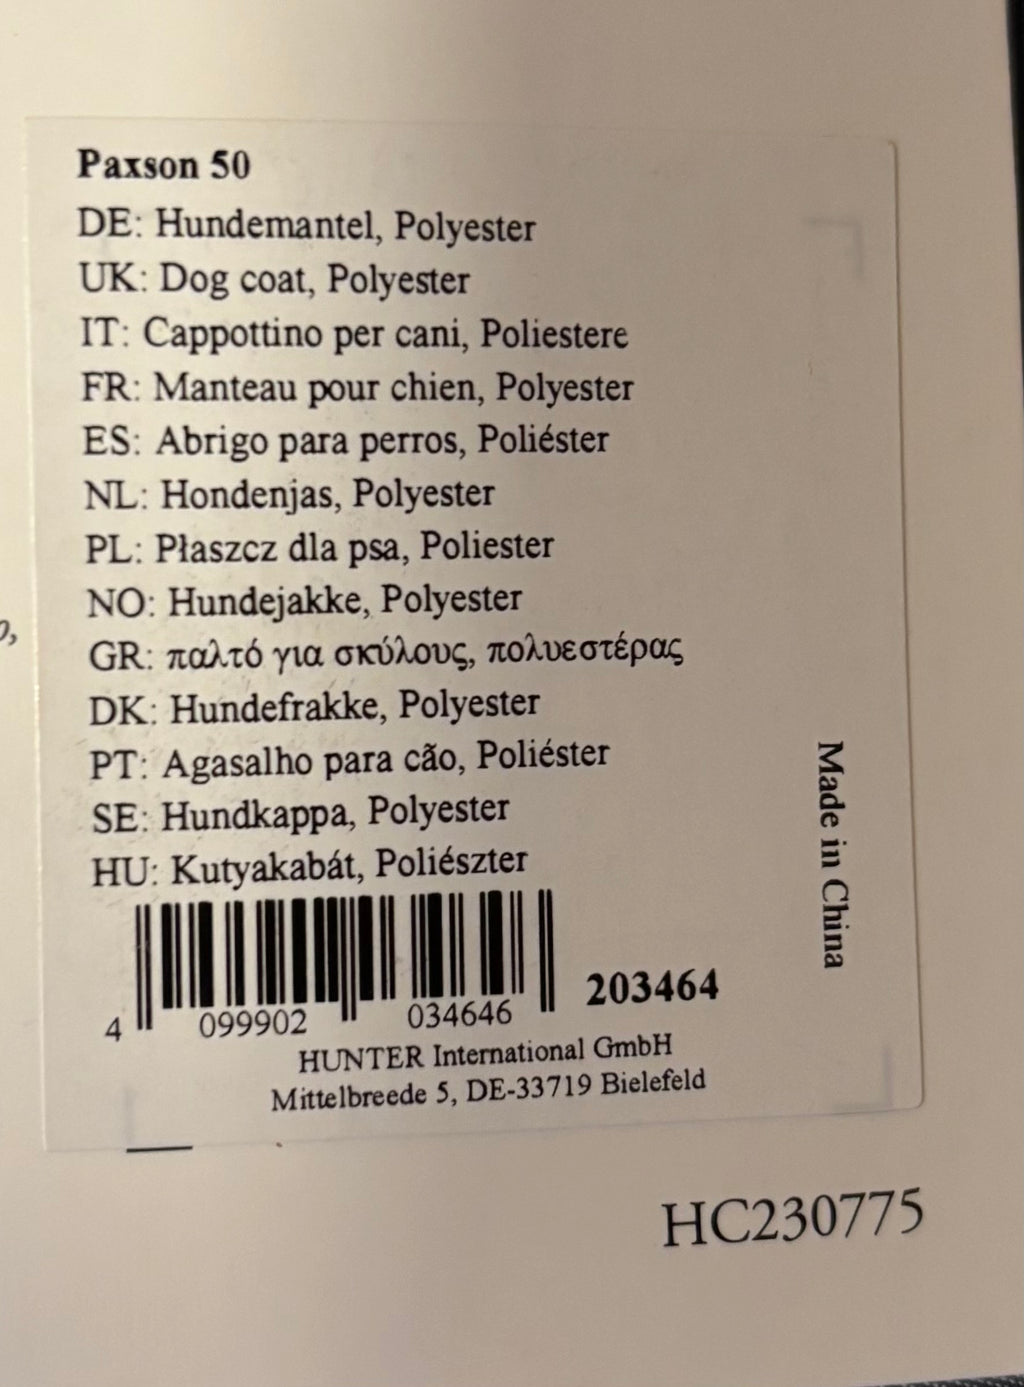 Paxson 50
DE: Hundemantel, Polyester
UK: Dog coat, Polyester
IT: Cappottino per cani, Poliestere
FR: Manteau pour chien, Polyester
ES: Abrigo para perros, Poliéster
NL: Hondenjas, Polyester
PL: Płaszcz dla psa, Poliester
NO: Hundejakke, Polyester
GR: παλτό για σκύλους, πολυεστέρας
DK: Hundefrakke, Polyester
PT: Agasalho para cão, Poliéster
SE: Hundkappa, Polyester
HU: Kutyakabát, Poliészter
Made in China
4 099902 034646
203464
HUNTER International GmbH
Mittelbreede 5, DE-33719 Bielefeld
HC230775